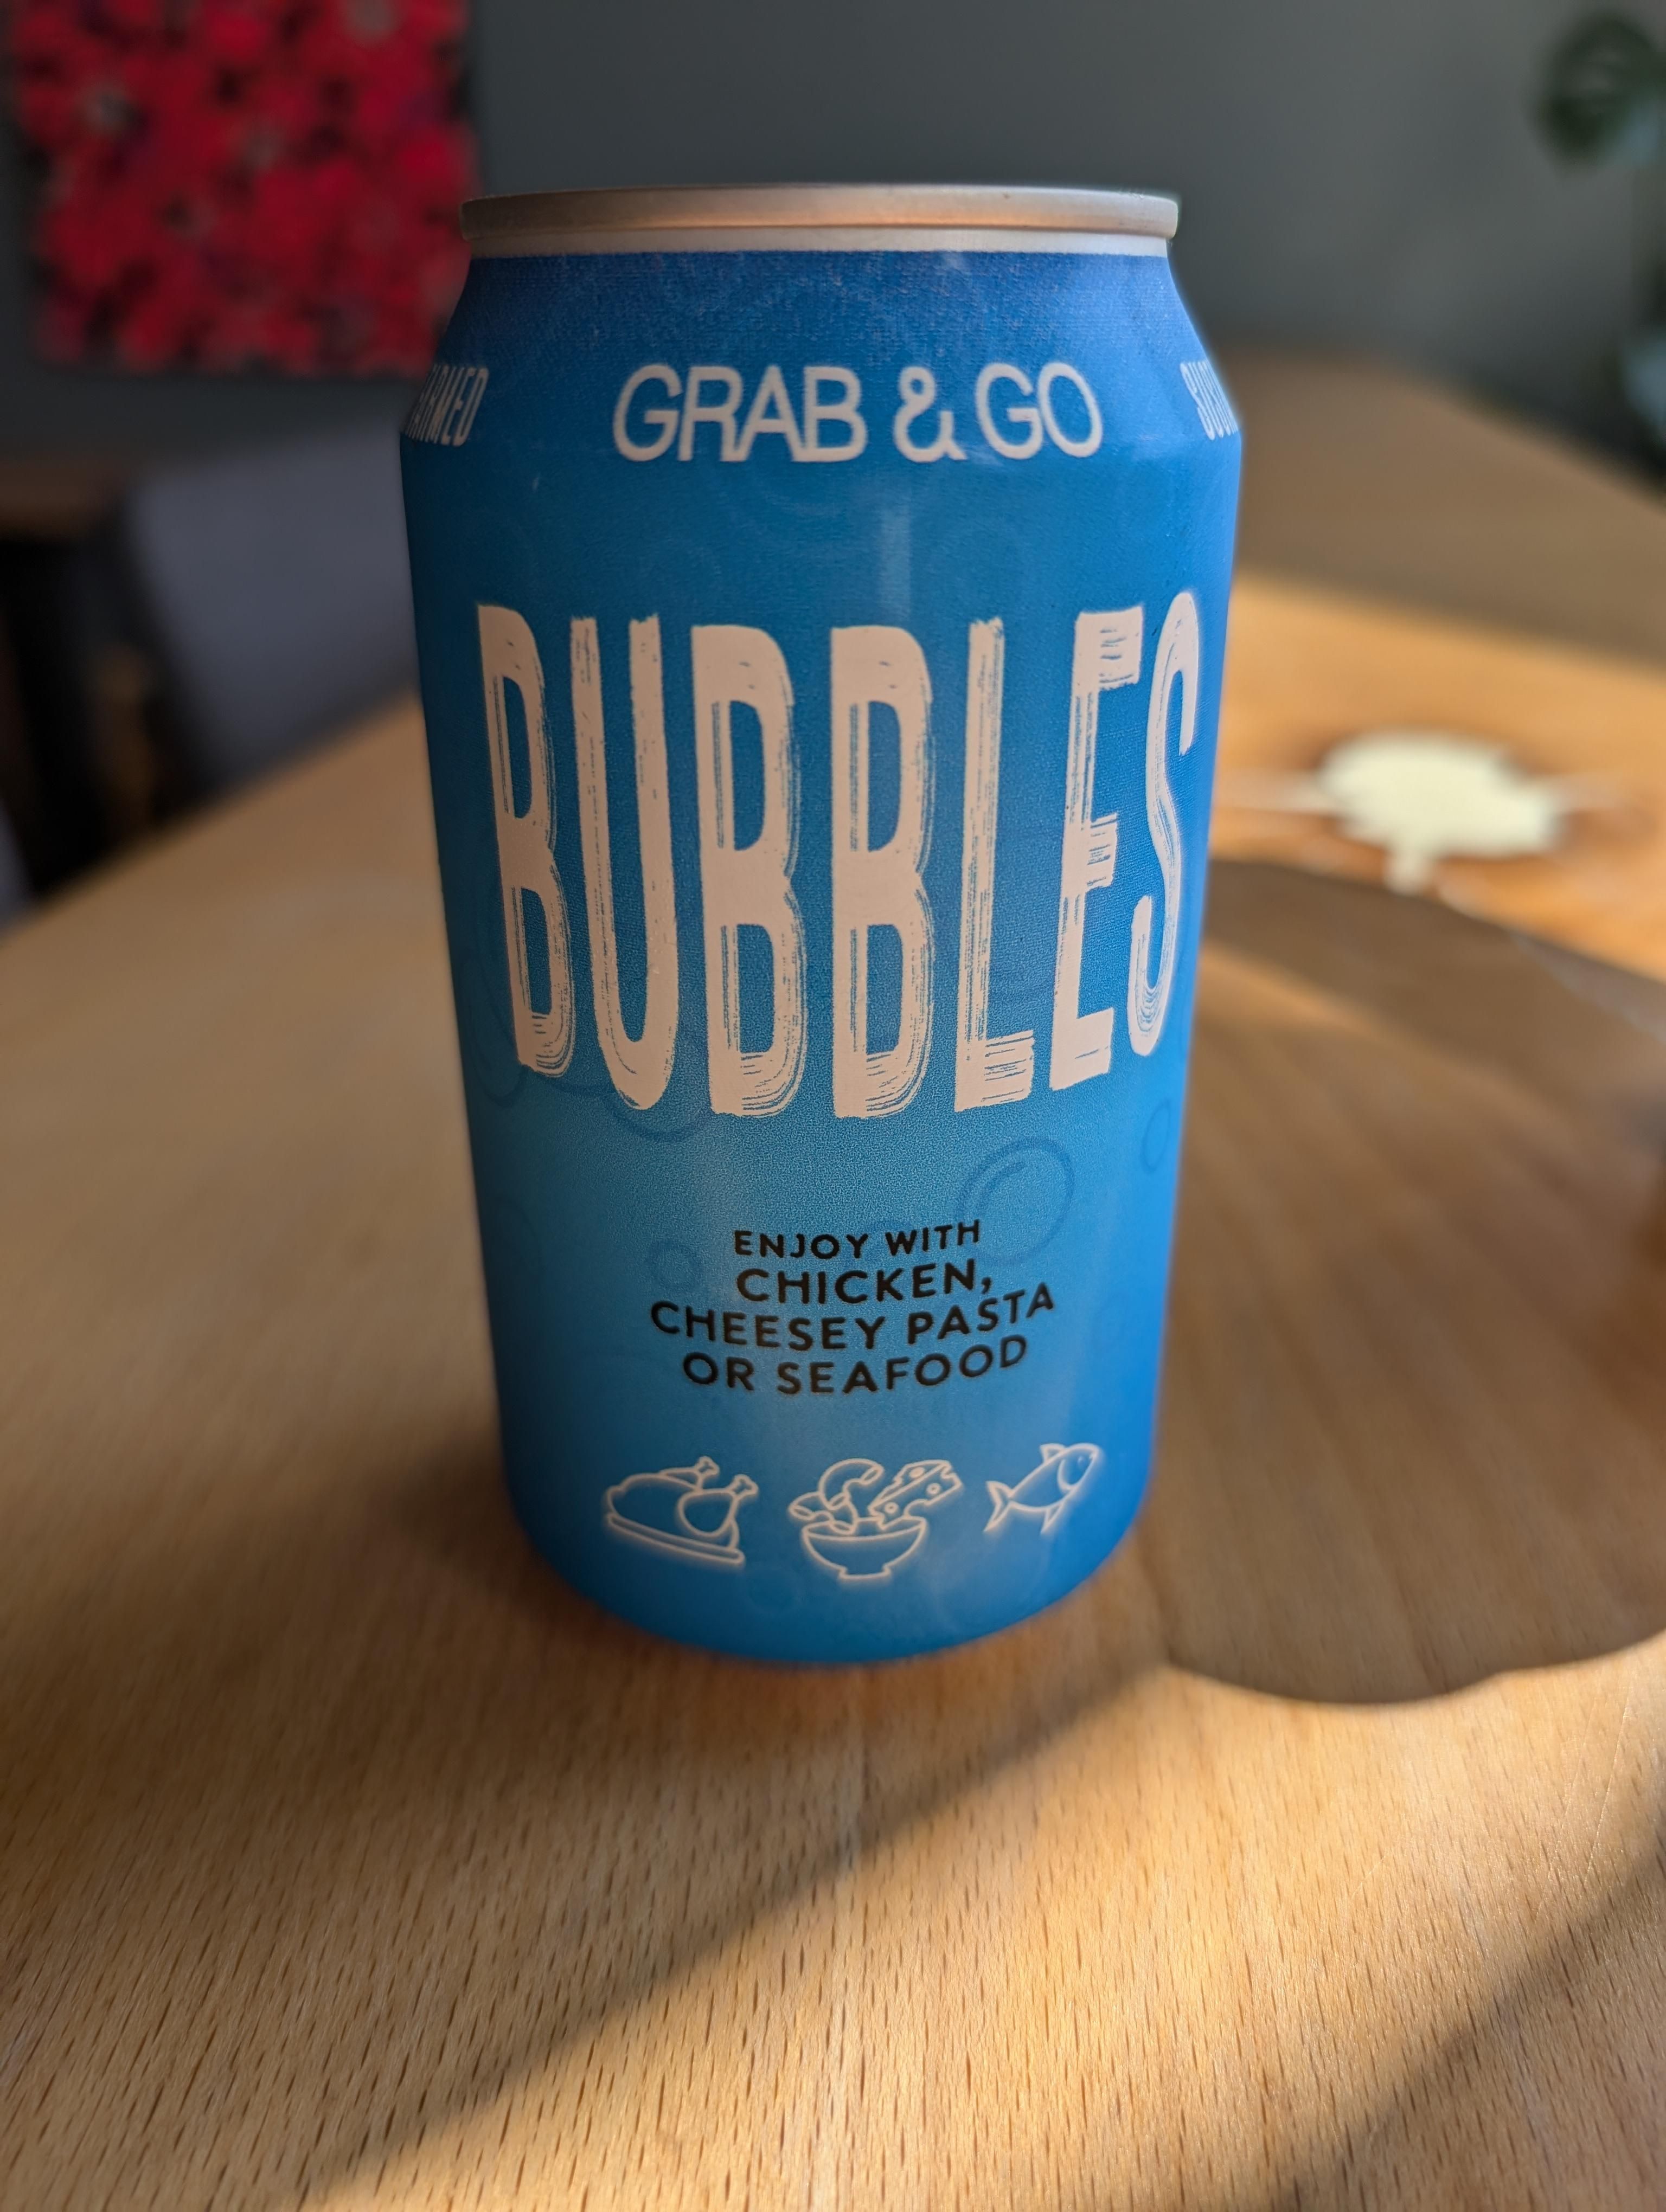 GRAB & GO
BUBBLES
ENJOY WITH
CHICKEN,
CHEESEY PASTA
OR SEAFOOD